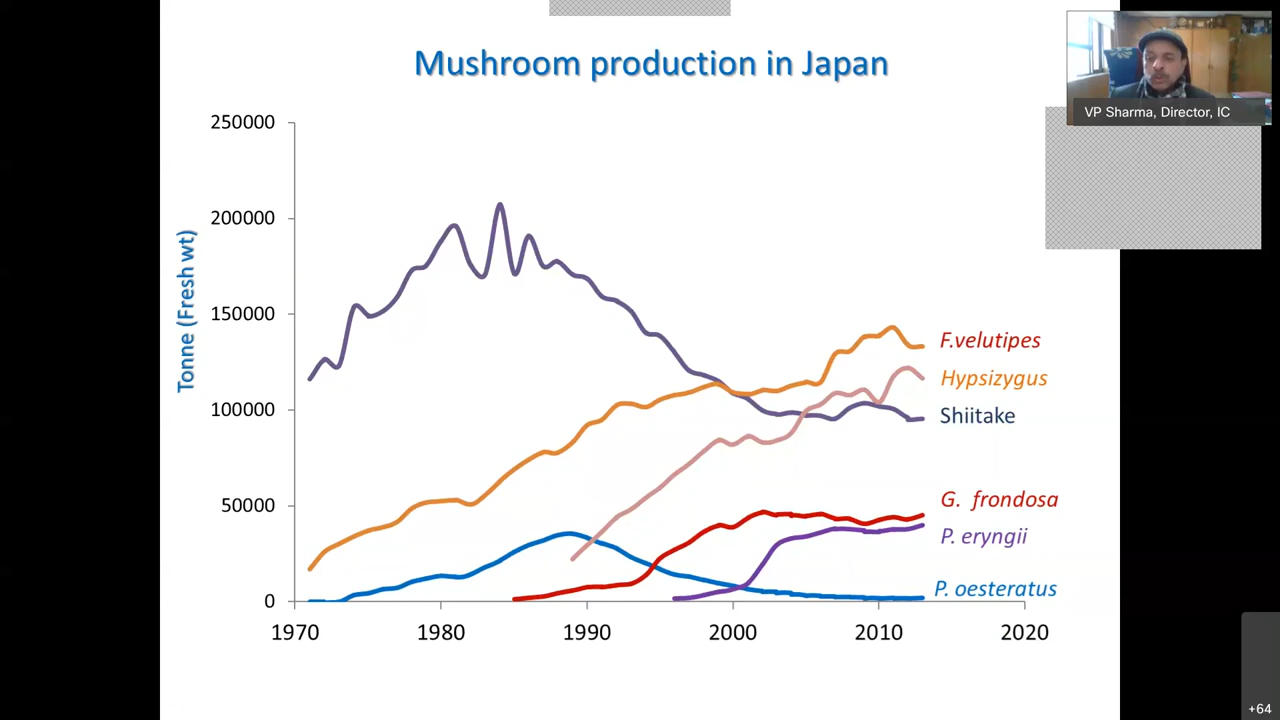 Mushroom production in Japan
VP Sharma, Director, IC
Tonne (Fresh wt)
250000
200000
150000
100000
50000
0
1970
1980
1990
2000
2010
2020
F.velutipes
Hypsizygus
Shiitake
G. frondosa
P. eryngii
P. oesteratus
+64